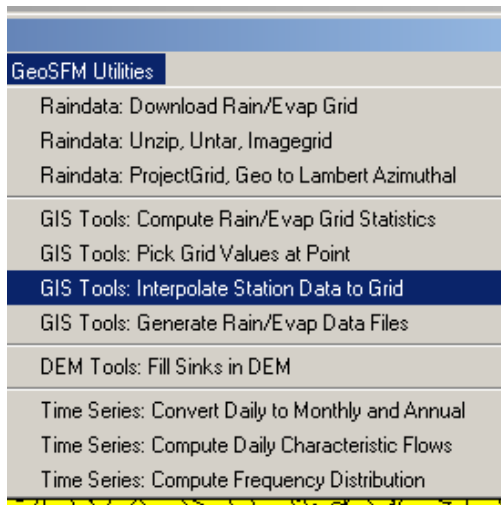 GeoSFM Utilities
Raindata: Download Rain/Evap Grid
Raindata: Unzip, Untar, Imagegrid
Raindata: ProjectGrid, Geo to Lambert Azimuthal
GIS Tools: Compute Rain/Evap Grid Statistics
GIS Tools: Pick Grid Values at Point
GIS Tools: Interpolate Station Data to Grid
GIS Tools: Generate Rain/Evap Data Files
DEM Tools: Fill Sinks in DEM
Time Series: Convert Daily to Monthly and Annual
Time Series: Compute Daily Characteristic Flows
Time Series: Compute Frequency Distribution